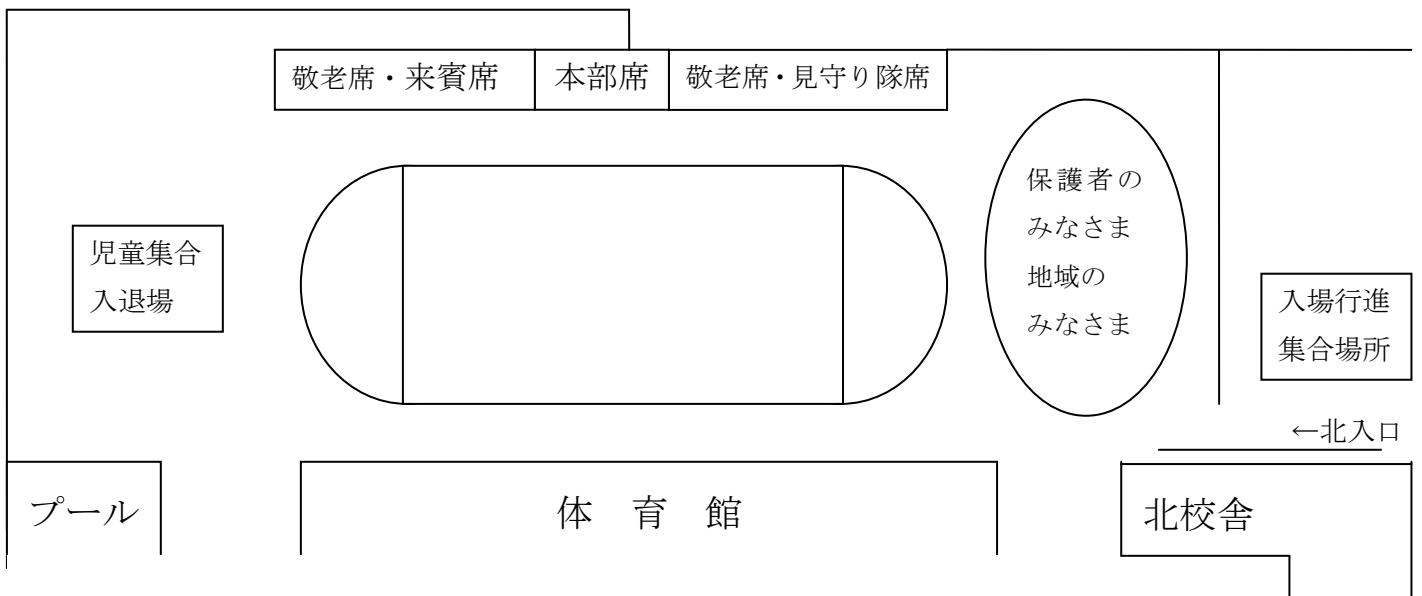 敬老席・来賓席
本部席
敬老席・見守り隊席
保護者の
みなさま
地域の
みなさま
児童集合
入退場
入場行進
集合場所
←北入口
プール
体 育 館
北校舎